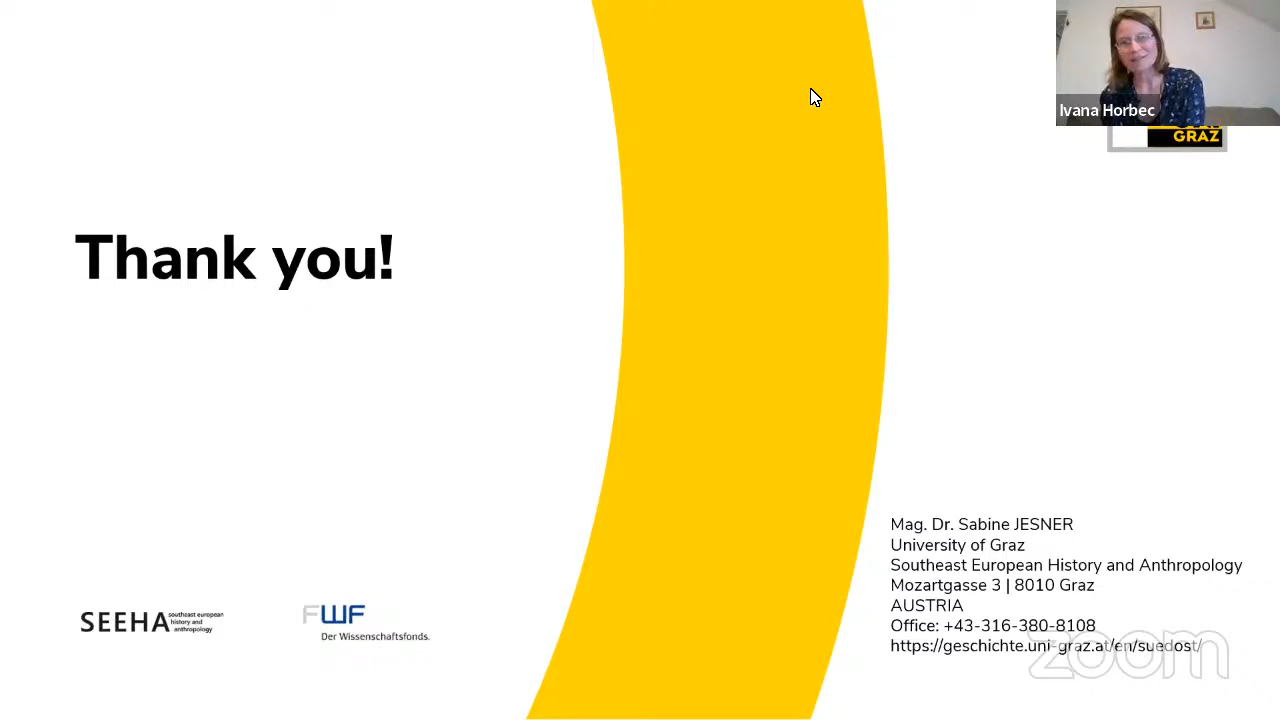 Ivana Horbec
GRAZ
Thank you!
Mag. Dr. Sabine JESNER
University of Graz
Southeast European History and Anthropology
Mozartgasse 3 | 8010 Graz
AUSTRIA
Office: +43-316-380-8108
https://geschichte.uni-graz.at/en/suedost/
SEEHA
southeast european
history and
anthropology
FWF
Der Wissenschaftsfonds.
zoom